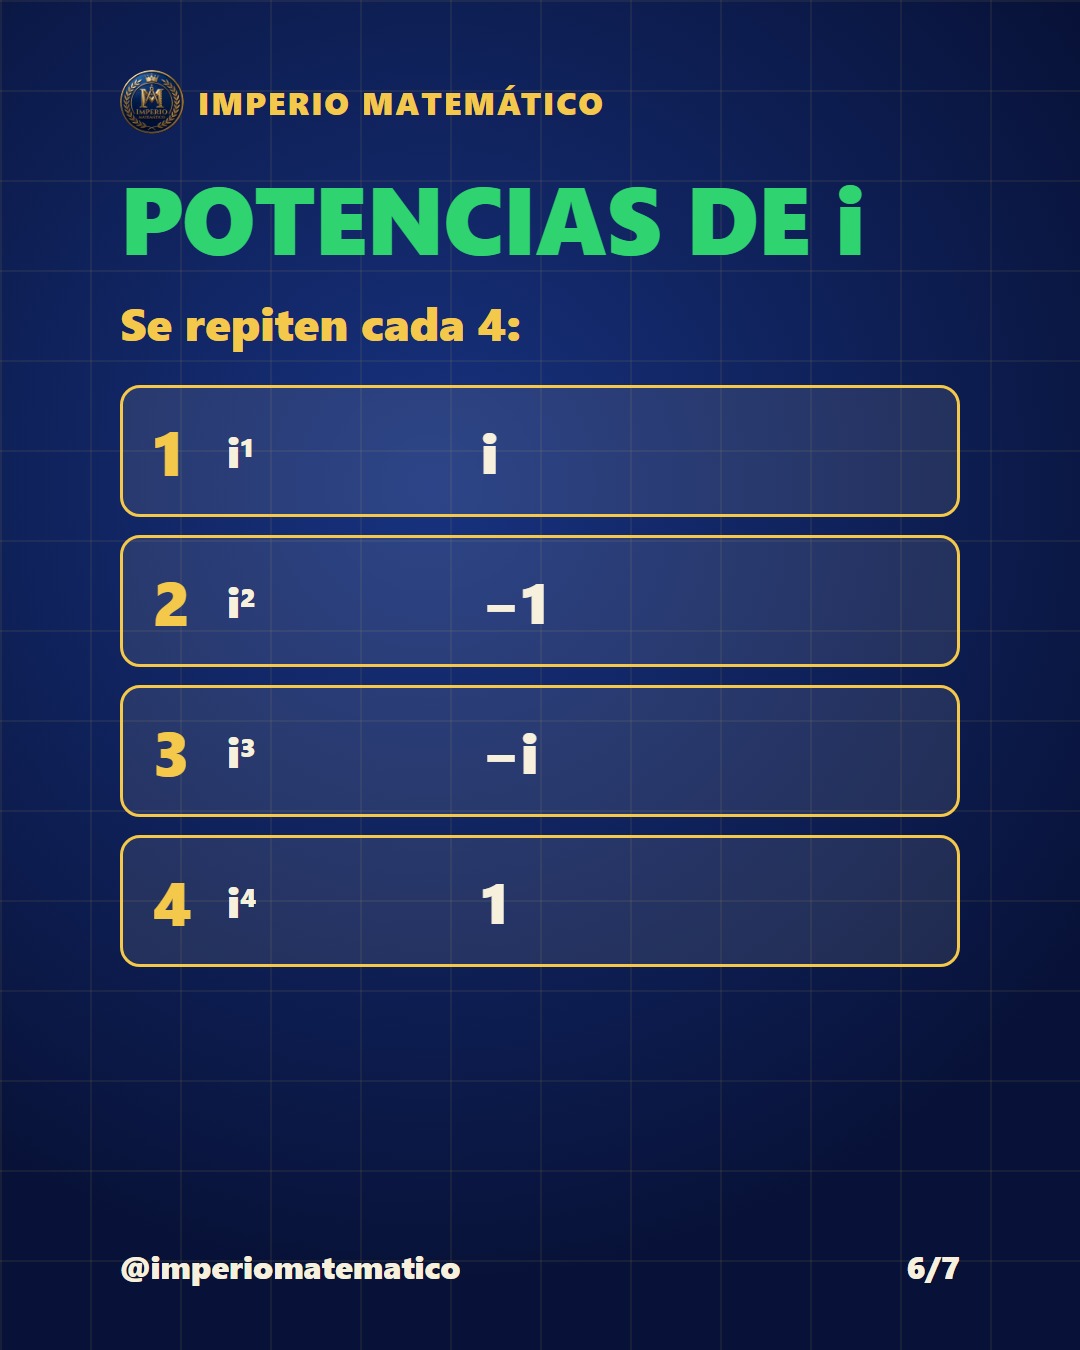 IMPERIO MATEMÁTICO
POTENCIAS DE i
Se repiten cada 4:
1 i¹ i
2 i² –1
3 i³ –i
4 i⁴ 1
@imperiomatematico 6/7